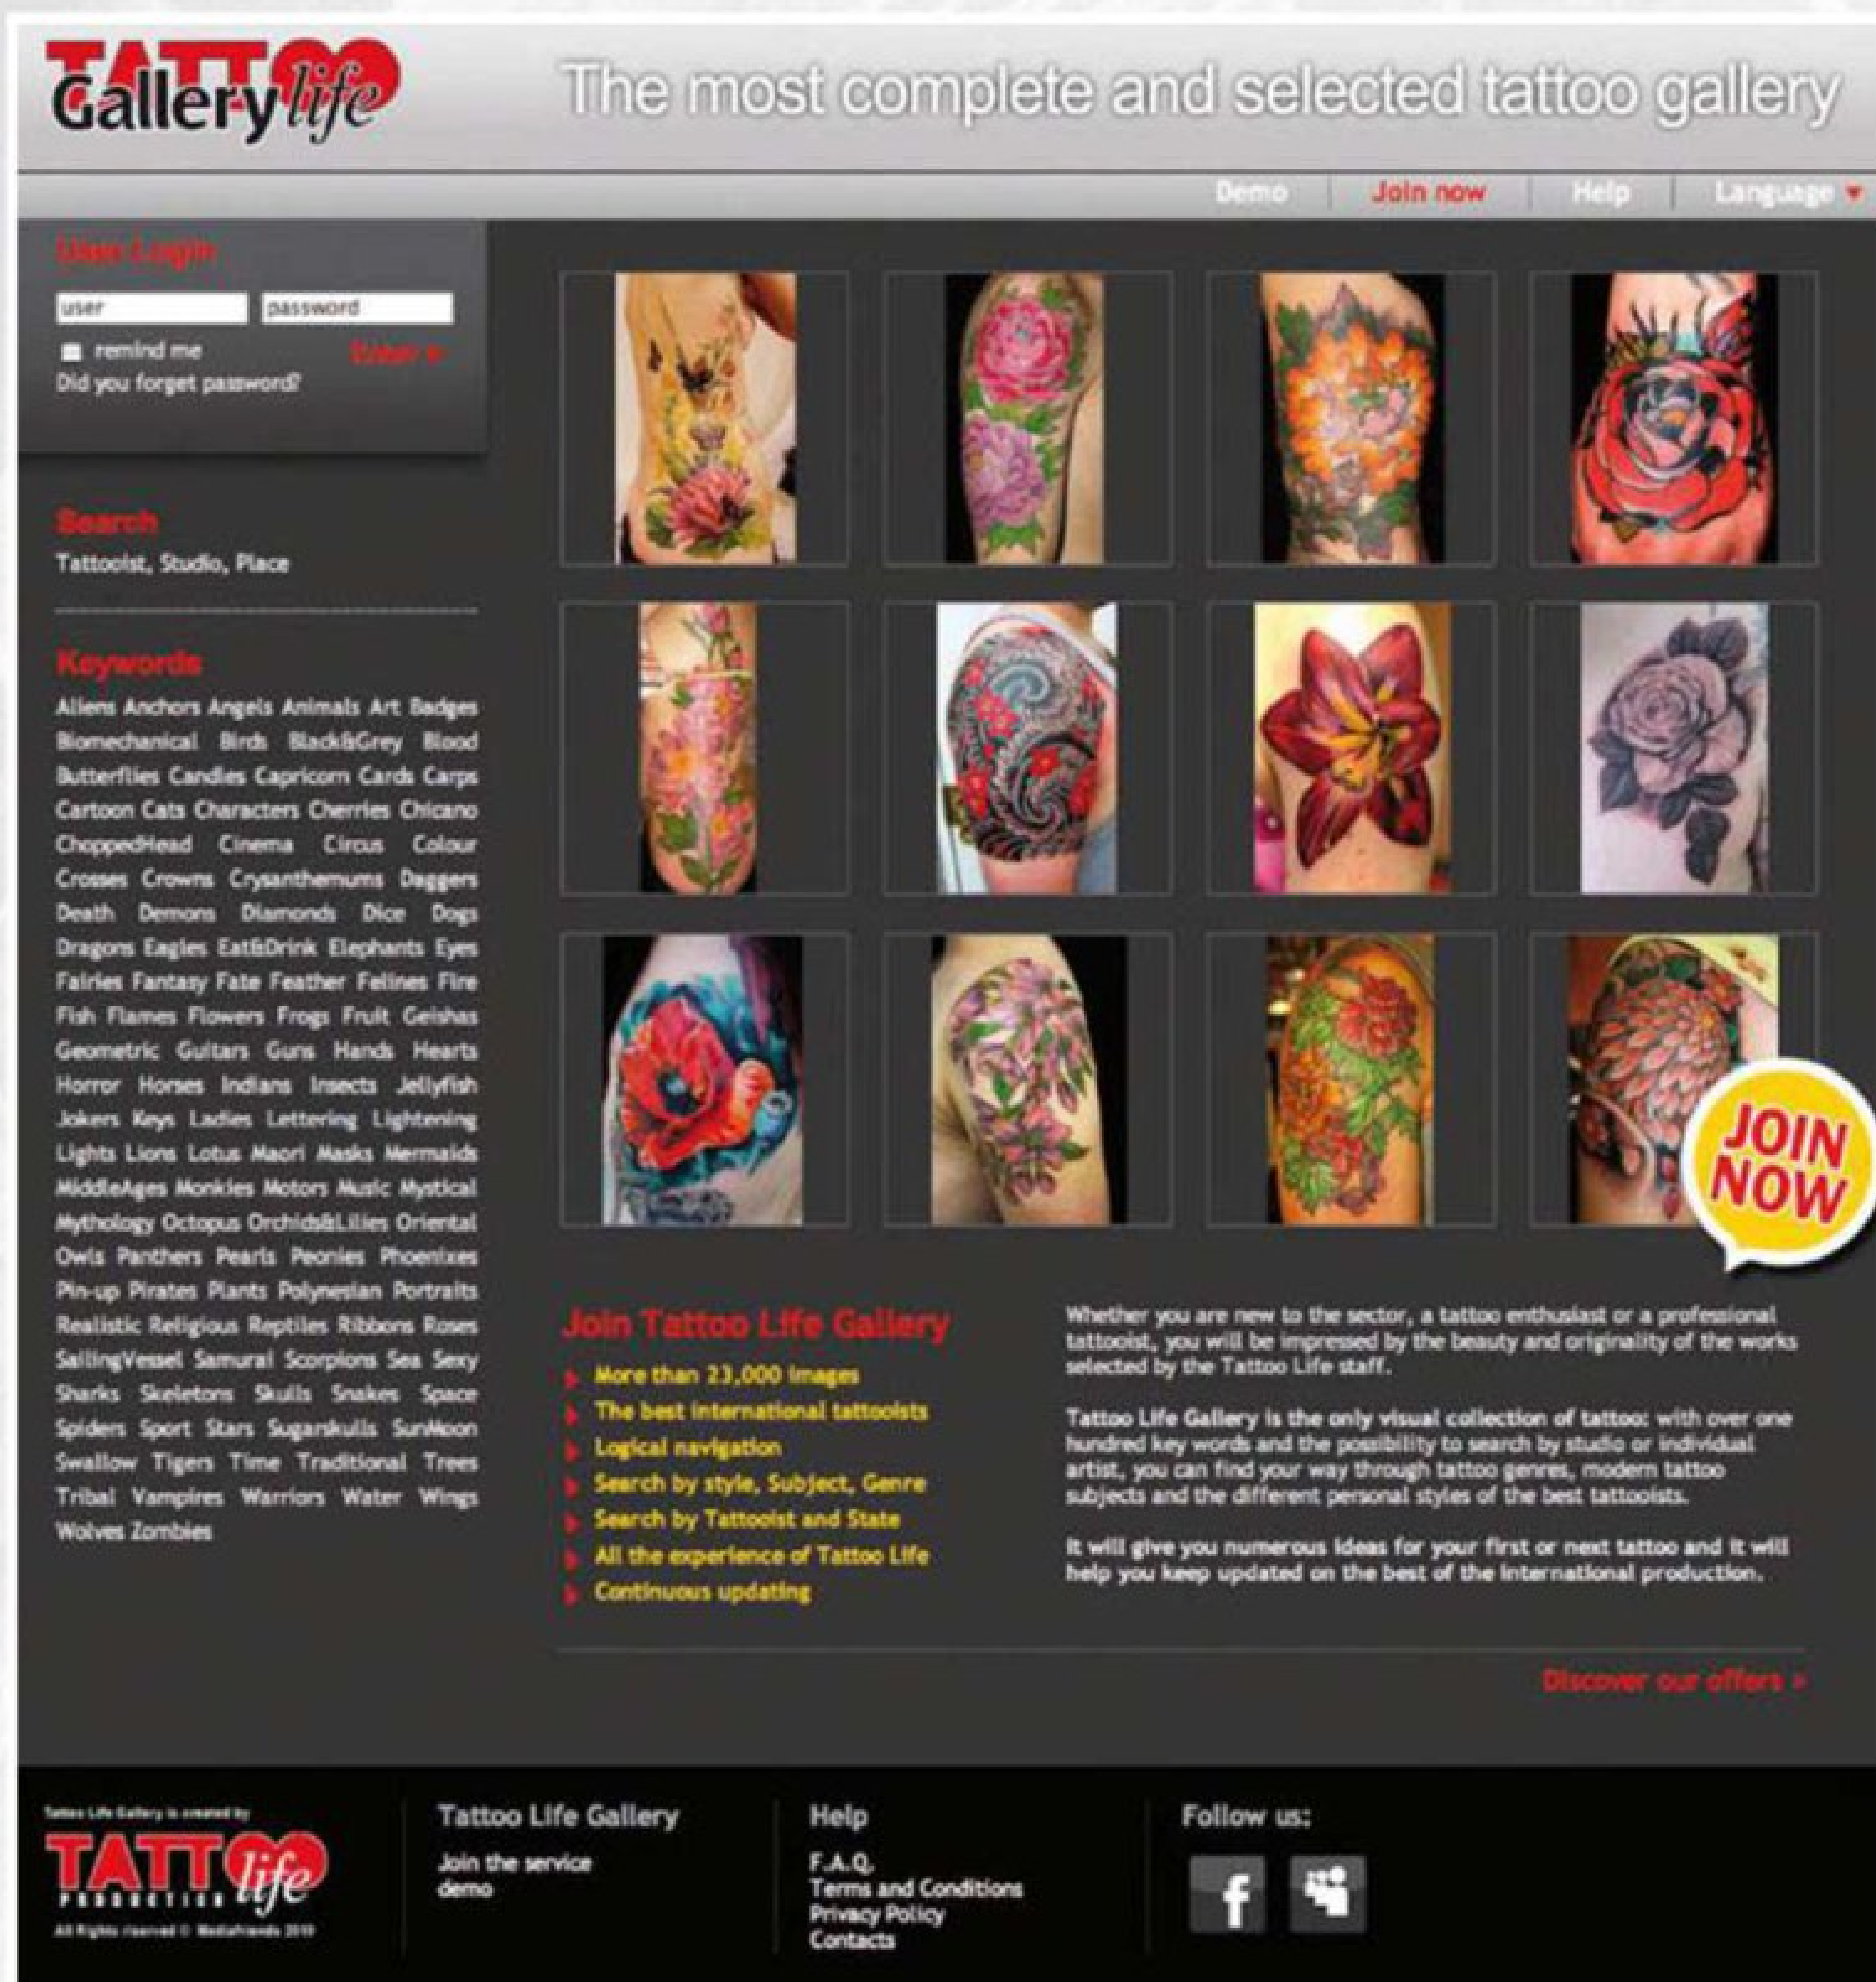 TATTOO
Gallery life
The most complete and selected tattoo gallery
Demo
Join now
Help
Language
User Login
user
password
remind me
Enter
Did you forget password?
Search
Tattooist, Studio, Place
Keywords
Aliens Anchors Angels Animals Art Badges
Biomechanical Birds Black&Grey Blood
Butterflies Candles Capricorn Cards Carps
Cartoon Cats Characters Cherries Chicano
ChoppedHead Cinema Circus Colour
Crosses Crowns Crysanthemums Daggers
Death Demons Diamonds Dice Dogs
Dragons Eagles Eat&Drink Elephants Eyes
Fairies Fantasy Fate Feather Felines Fire
Fish Flames Flowers Frogs Fruit Geishas
Geometric Guitars Guns Hands Hearts
Horror Horses Indians Insects Jellyfish
Jokers Keys Ladies Lettering Lightening
Lights Lions Lotus Maori Masks Mermaids
MiddleAges Monkies Motors Music Mystical
Mythology Octopus Orchids&Lilies Oriental
Owls Panthers Pearls Peonies Phoenixes
Pin-up Pirates Plants Polynesian Portraits
Realistic Religious Reptiles Ribbons Roses
SailingVessel Samurai Scorpions Sea Sexy
Sharks Skeletons Skulls Snakes Space
Spiders Sport Stars Sugarskulls SunMoon
Swallow Tigers Time Traditional Trees
Tribal Vampires Warriors Water Wings
Wolves Zombies
JOIN
NOW
Join Tattoo Life Gallery
More than 23,000 images
The best international tattooists
Logical navigation
Search by style, Subject, Genre
Search by Tattooist and State
All the experience of Tattoo Life
Continuous updating
Whether you are new to the sector, a tattoo enthusiast or a professional
tattooist, you will be impressed by the beauty and originality of the works
selected by the Tattoo Life staff.
Tattoo Life Gallery is the only visual collection of tattoo: with over one
hundred key words and the possibility to search by studio or individual
artist, you can find your way through tattoo genres, modern tattoo
subjects and the different personal styles of the best tattooists.
It will give you numerous ideas for your first or next tattoo and it will
help you keep updated on the best of the international production.
Discover our offers >
Tattoo Life Gallery is created by
TATTOO life
PRODUCTION
All Rights reserved © Mediafriends 2010
Tattoo Life Gallery
Join the service
demo
Help
F.A.Q.
Terms and Conditions
Privacy Policy
Contacts
Follow us: